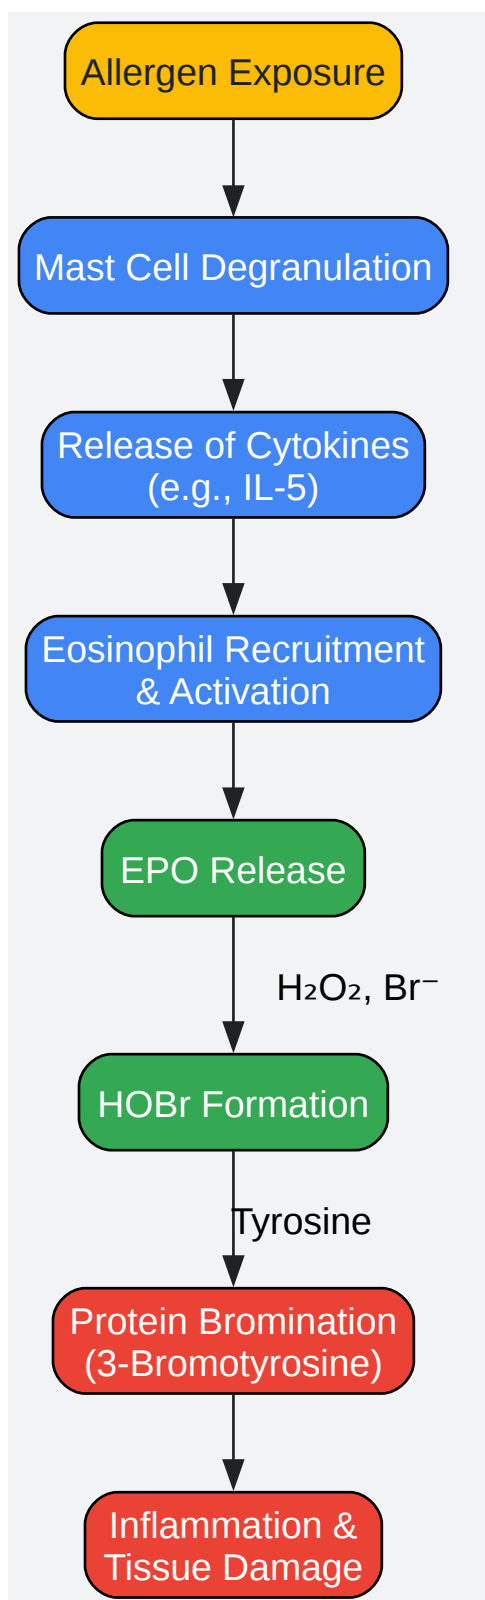 Allergen Exposure
Mast Cell Degranulation
Release of Cytokines
(e.g., IL-5)
Eosinophil Recruitment
& Activation
EPO Release
H₂O₂, Br⁻
HOBr Formation
Tyrosine
Protein Bromination
(3-Bromotyrosine)
Inflammation &
Tissue Damage